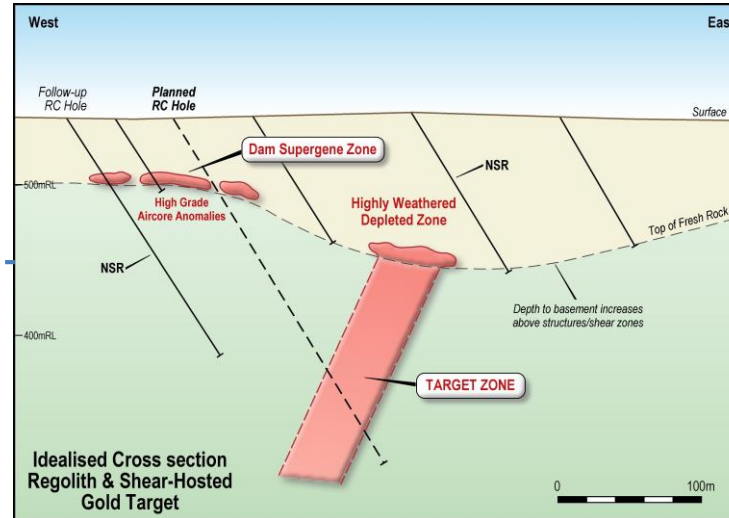 West
East
Follow-up
RC Hole
Planned
RC Hole
Surface
Dam Supergene Zone
NSR
500mRL
High Grade
Aircore Anomalies
Highly Weathered
Depleted Zone
Top of Fresh Rock
NSR
Depth to basement increases
above structures/shear zones
400mRL
TARGET ZONE
Idealised Cross section
Regolith & Shear-Hosted
Gold Target
0
100m